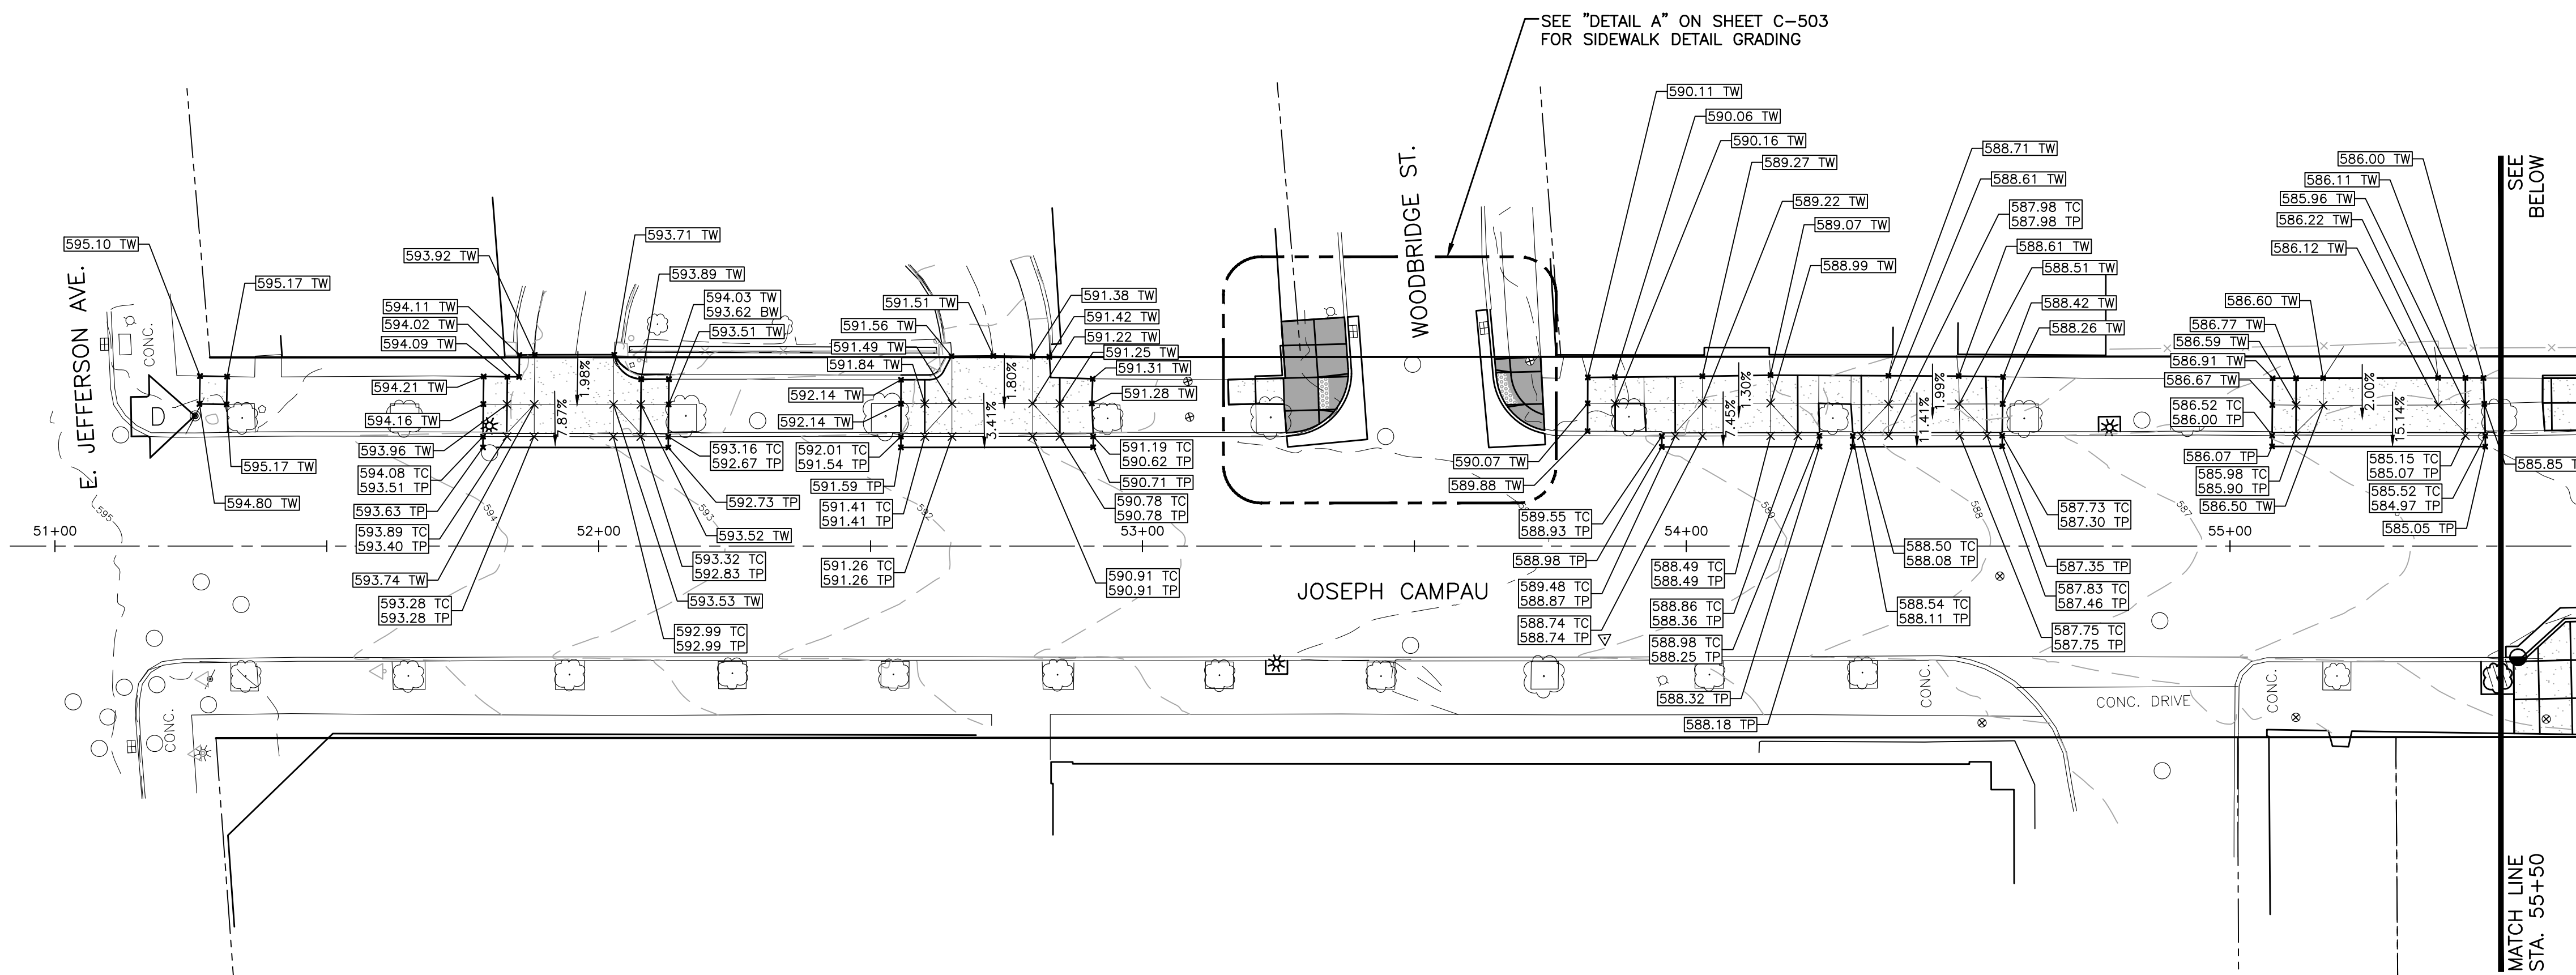 SEE "DETAIL A" ON SHEET C-503
FOR SIDEWALK DETAIL GRADING
SEE
BELOW
MATCH LINE
STA. 55+50
E. JEFFERSON AVE.
WOODBRIDGE ST.
JOSEPH CAMPAU
CONC.
D
595
595.10 TW
595.17 TW
595.17 TW
594.80 TW
593.92 TW
594.11 TW
594.02 TW
594.09 TW
594.21 TW
594.16 TW
593.96 TW
594.08 TC
593.51 TP
593.63 TP
593.89 TC
593.40 TP
593.74 TW
593.28 TC
593.28 TP
1.98%
7.87%
594
593.71 TW
593.89 TW
594.03 TW
593.62 BW
593.51 TW
593.16 TC
592.67 TP
592.73 TP
593
593.52 TW
593.32 TC
592.83 TP
593.53 TW
592.99 TC
592.99 TP
591.51 TW
591.56 TW
591.49 TW
591.84 TW
592.14 TW
592.14 TW
592.01 TC
591.54 TP
591.59 TP
591.41 TC
591.41 TP
591.26 TC
591.26 TP
1.80%
3.41%
592
591.38 TW
591.42 TW
591.22 TW
591.25 TW
591.31 TW
591.28 TW
591.19 TC
590.62 TP
590.71 TP
590.78 TC
590.78 TP
590.91 TC
590.91 TP
590.11 TW
590.06 TW
590.16 TW
589.27 TW
589.22 TW
589.07 TW
588.99 TW
590.07 TW
589.88 TW
589.55 TC
588.93 TP
588.98 TP
589.48 TC
588.87 TP
588.74 TC
588.74 TP
1.30%
7.45%
589
588.49 TC
588.49 TP
588.86 TC
588.36 TP
588.98 TC
588.25 TP
588.32 TP
588.18 TP
588.71 TW
588.61 TW
587.98 TC
587.98 TP
588.61 TW
588.51 TW
588.42 TW
588.26 TW
1.99%
11.41%
588
588.50 TC
588.08 TP
588.54 TC
588.11 TP
587.73 TC
587.30 TP
587.35 TP
587.83 TC
587.46 TP
587.75 TC
587.75 TP
586.00 TW
586.11 TW
585.96 TW
586.22 TW
586.12 TW
586.60 TW
586.77 TW
586.59 TW
586.91 TW
586.67 TW
586.52 TC
586.00 TP
586.07 TP
585.98 TC
585.90 TP
586.50 TW
2.00%
15.14%
587
585.15 TC
585.07 TP
585.52 TC
584.97 TP
585.05 TP
585.85
51+00
52+00
53+00
54+00
55+00
CONC.
CONC.
CONC. DRIVE
CONC.